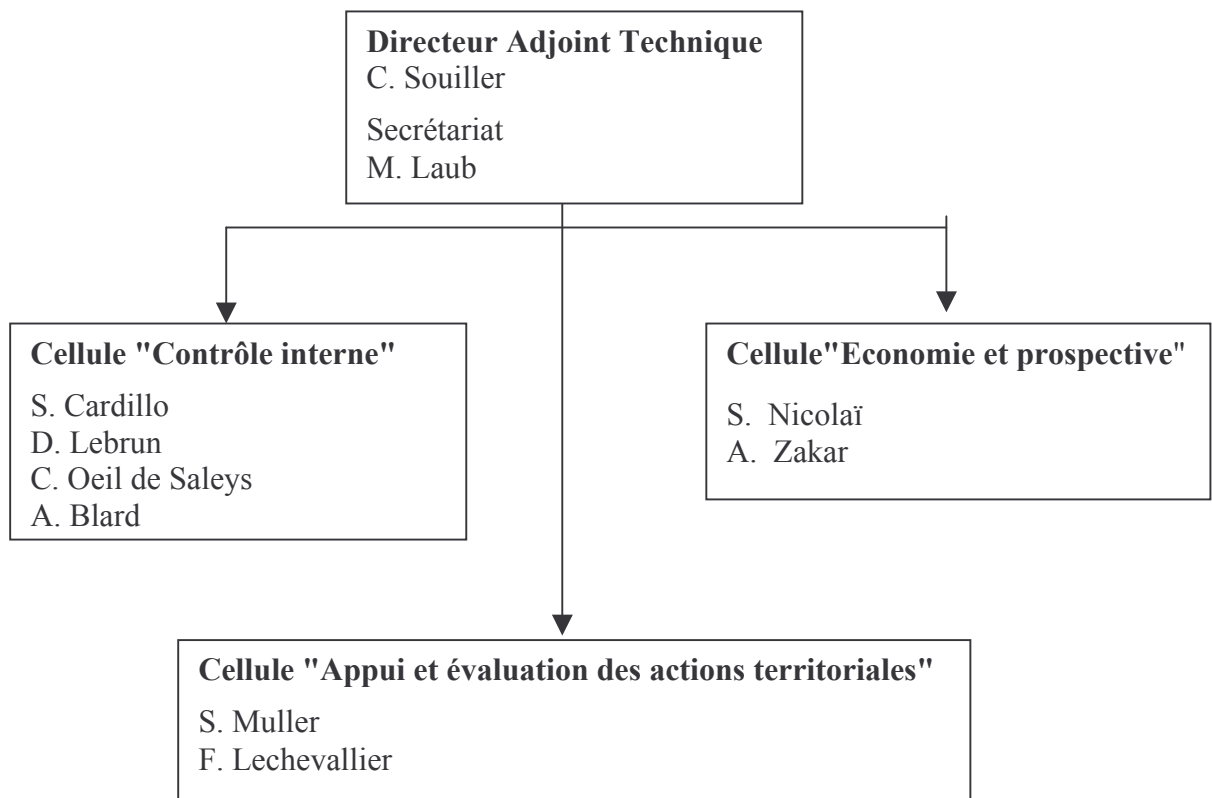 Directeur Adjoint Technique
C. Souiller
Secrétariat
M. Laub
Cellule "Contrôle interne"
S. Cardillo
D. Lebrun
C. Oeil de Saleys
A. Blard
Cellule"Economie et prospective"
S. Nicolaï
A. Zakar
Cellule "Appui et évaluation des actions territoriales"
S. Muller
F. Lechevallier